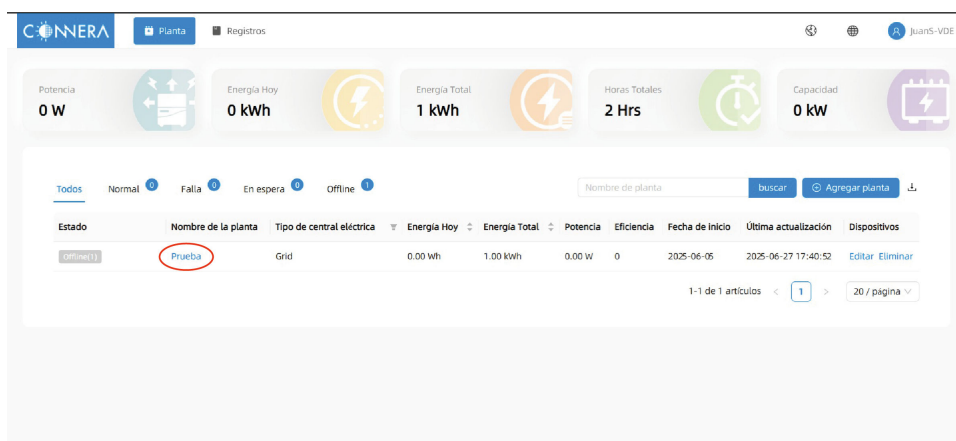 CONNERA Planta Registros JuanS-VDE
Potencia Energía Hoy Energía Total Horas Totales Capacidad
0 W 0 kWh 1 kWh 2 Hrs 0 kW
Todos Normal 0 Falla 0 En espera 0 Offline 1 Nombre de planta buscar Agregar planta
Estado Nombre de la planta Tipo de central eléctrica Energía Hoy Energía Total Potencia Eficiencia Fecha de inicio Última actualización Dispositivos
Offline(1) Prueba Grid 0.00 Wh 1.00 kWh 0.00 W 0 2025-06-05 2025-06-27 17:40:52 Editar Eliminar
1-1 de 1 artículos < 1 > 20 / página